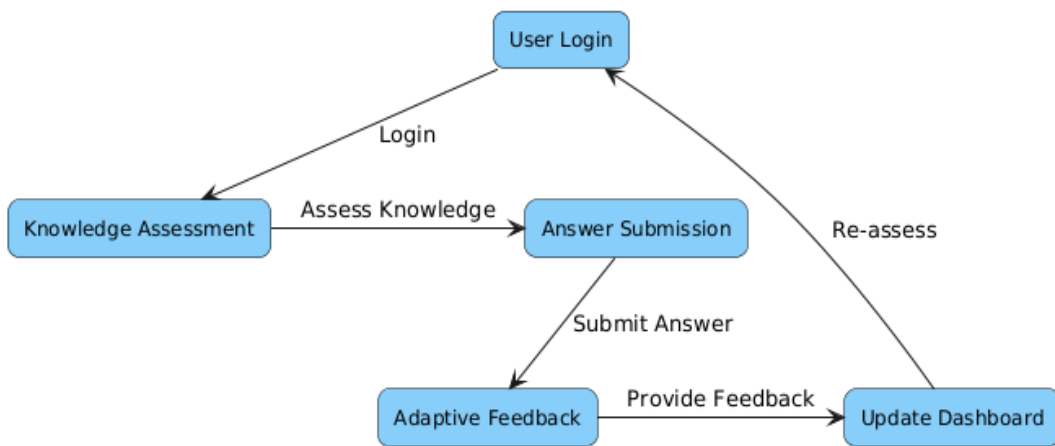 User Login
Login
Knowledge Assessment
Assess Knowledge
Answer Submission
Re-assess
Submit Answer
Adaptive Feedback
Provide Feedback
Update Dashboard